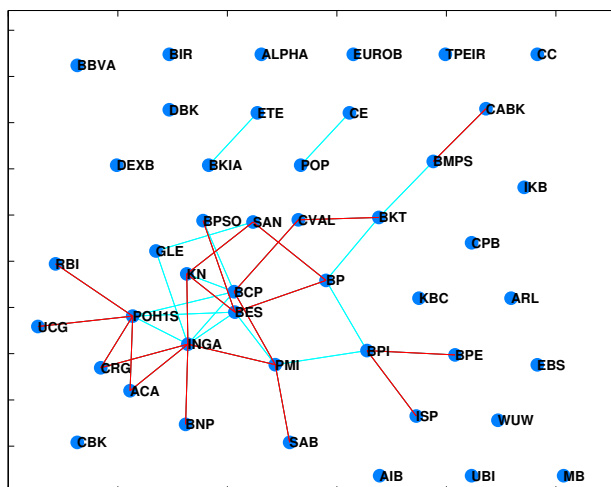 BIR
ALPHA
EUROB
TPEIR
CC
BBVA
DBK
ETE
CE
CABK
DEXB
BKIA
POP
BMPS
IKB
BPSO
SAN
CVAL
BKT
GLE
CPB
RBI
KN
BP
BCP
KBC
ARL
POH1S
BES
UCG
INGA
BPI
BPE
CRG
PMI
EBS
ACA
BNP
ISP
WUW
CBK
SAB
AIB
UBI
MB